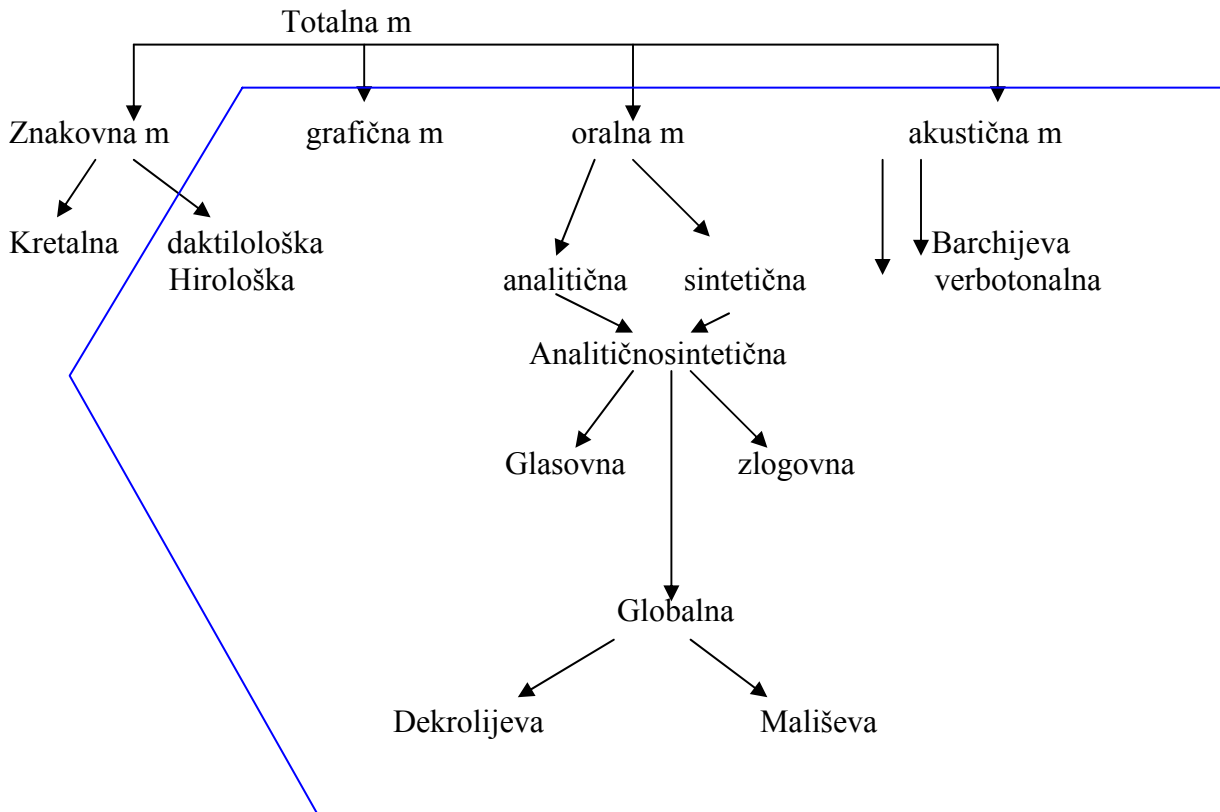 Totalna m
Znakovna m grafična m oralna m akustična m
Kretalna daktilološka Barchijeva
Hirološka analitična sintetična verbotonalna
Analitičnosintetična
Glasovna zlogovna
Globalna
Dekrolijeva Mališeva